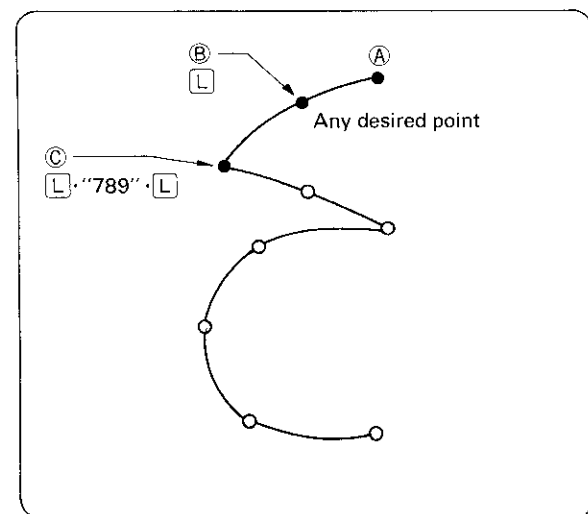 Ⓑ
Ⓐ
L
Any desired point
Ⓒ
L·"789"·L